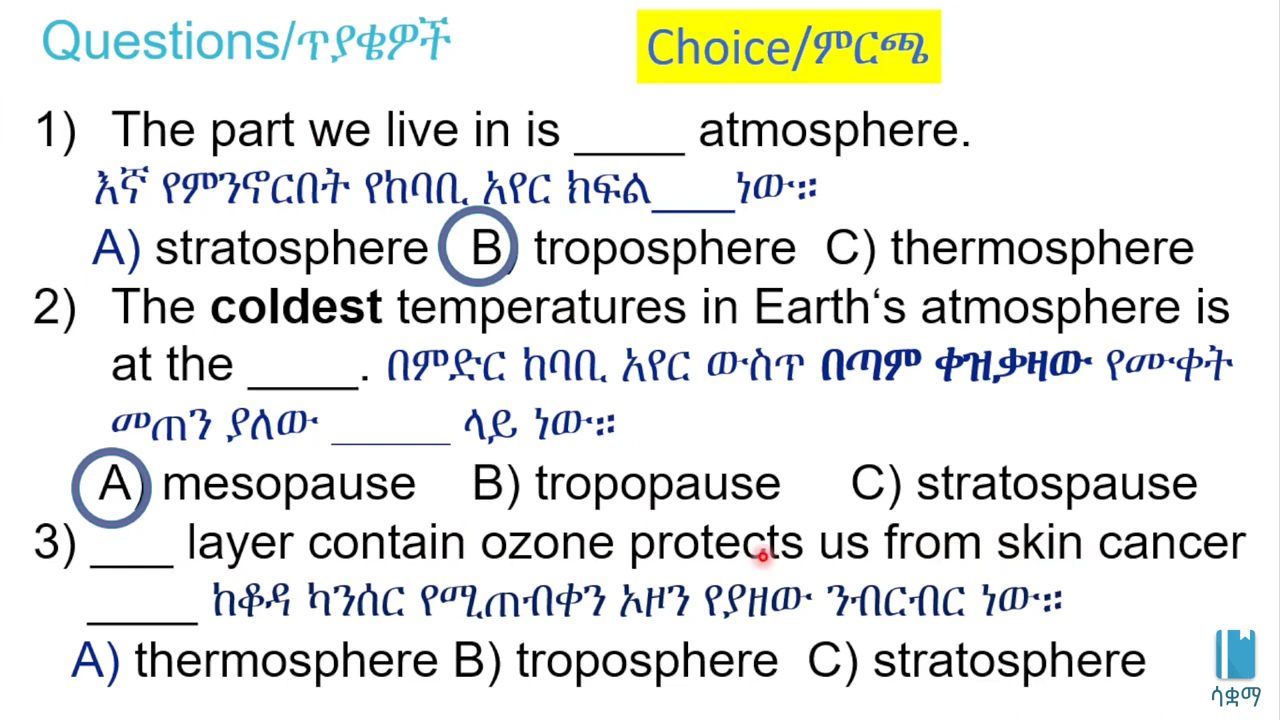 Questions/ጥያቄዎች
Choice/ምርጫ
1) The part we live in is ____ atmosphere.
እኛ የምንኖርበት የከባቢ አየር ክፍል____ነው።
A) stratosphere B) troposphere C) thermosphere
2) The coldest temperatures in Earth‘s atmosphere is
at the ____. በምድር ከባቢ አየር ውስጥ በጣም ቀዝቃዛው የሙቀት
መጠን ያለው _____ ላይ ነው።
A) mesopause B) tropopause C) stratospause
3) ___ layer contain ozone protects us from skin cancer
____ ከቆዳ ካንሰር የሚጠብቀን ኦዞን የያዘው ንብርብር ነው።
A) thermosphere B) troposphere C) stratosphere
ሳቋማ